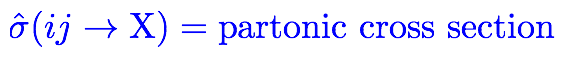 σ̂(ij → X) = partonic cross section